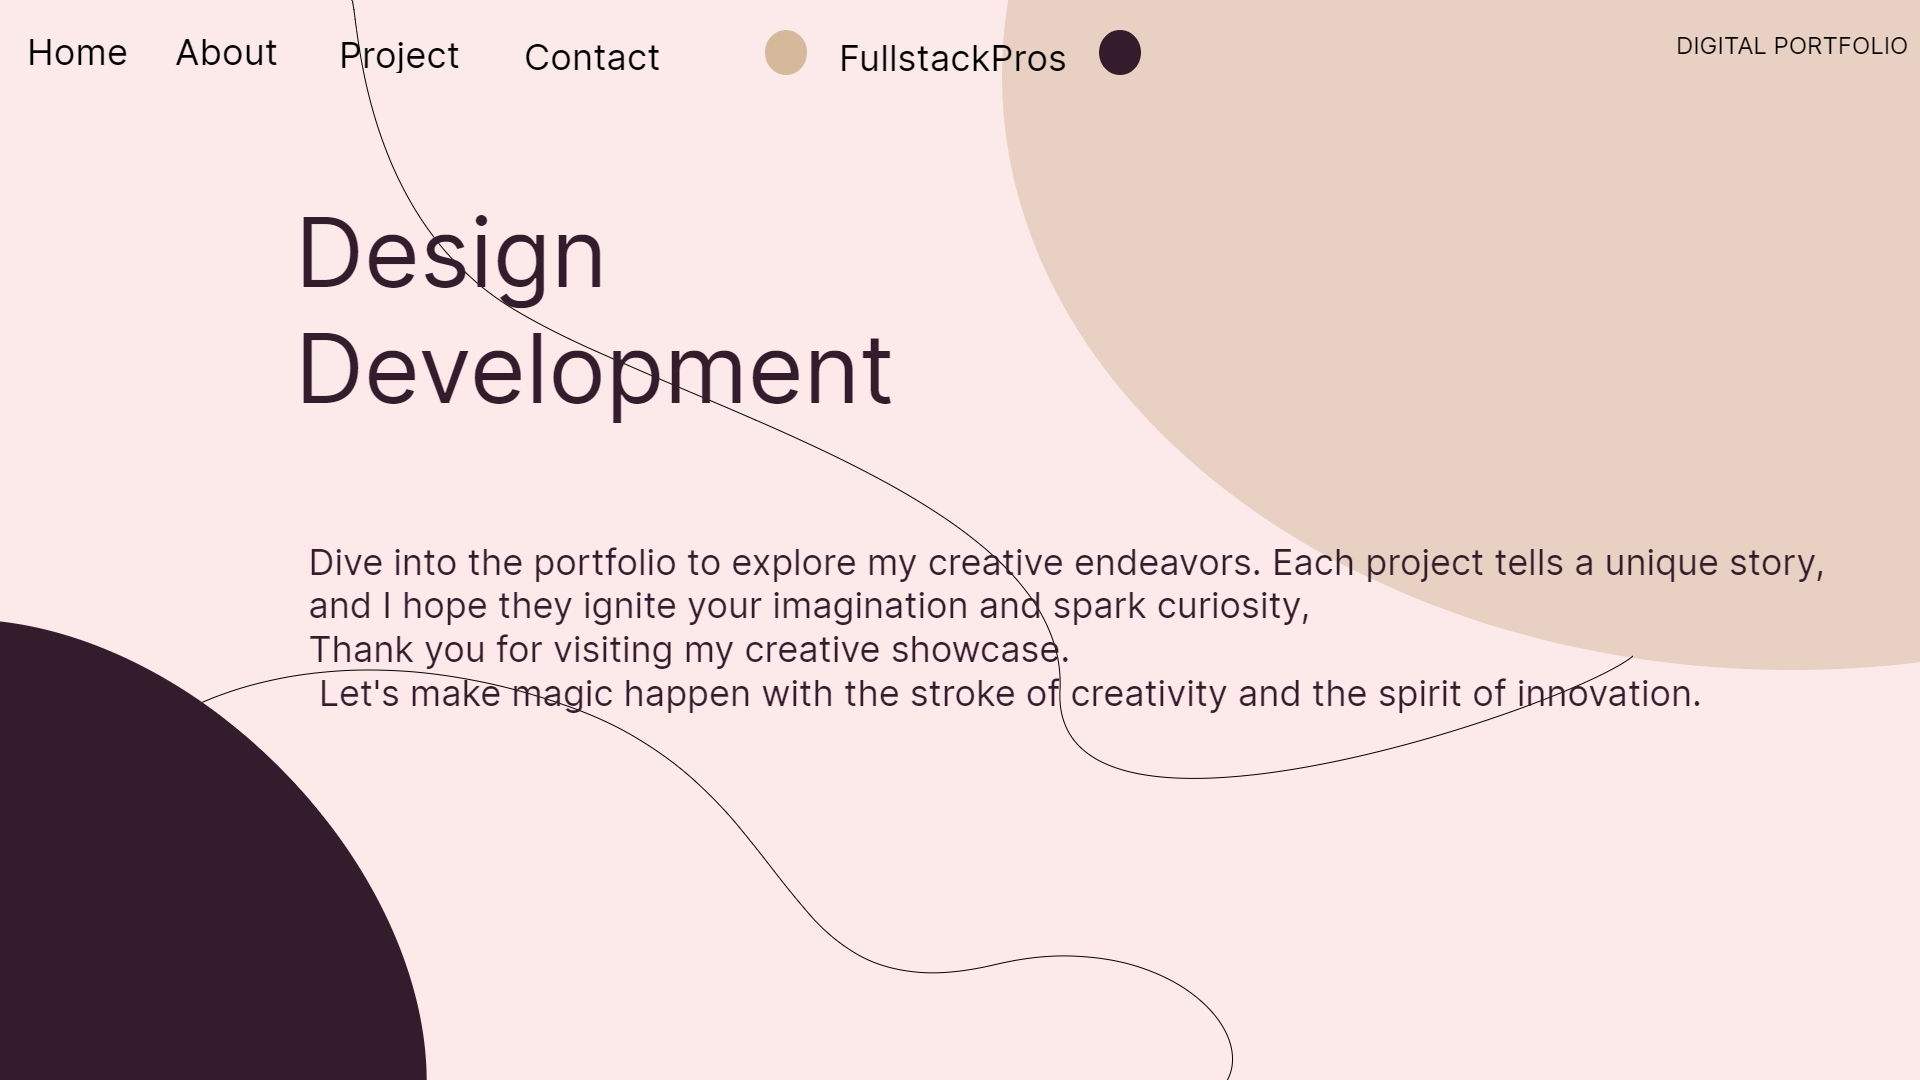 Home About Project Contact FullstackPros DIGITAL PORTFOLIO
Design
Development
Dive into the portfolio to explore my creative endeavors. Each project tells a unique story,
and I hope they ignite your imagination and spark curiosity,
Thank you for visiting my creative showcase.
Let's make magic happen with the stroke of creativity and the spirit of innovation.